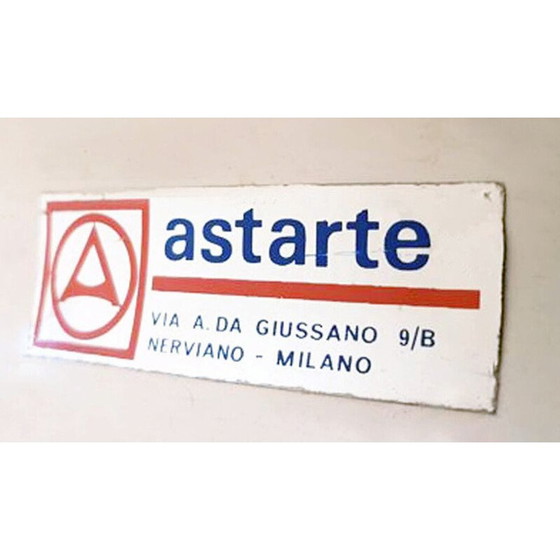 A
astarte
VIA A. DA GIUSSANO 9/B
NERVIANO - MILANO